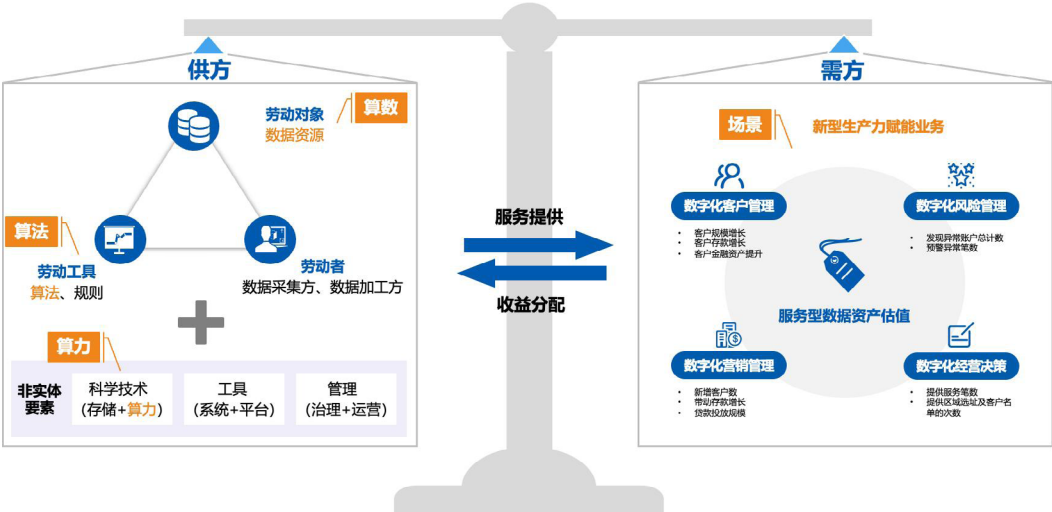 供方
劳动对象
数据资源
算数
算法
劳动工具
算法、规则
劳动者
数据采集方、数据加工方
算力
非实体
要素
科学技术
(存储+算力)
工具
(系统+平台)
管理
(治理+运营)
服务提供
收益分配
需方
场景
新型生产力赋能业务
数字化客户管理
• 客户规模增长
• 客户存款增长
• 客户金融资产提升
数字化风险管理
• 发现异常账户总计数
• 预警异常笔数
服务型数据资产估值
数字化营销管理
• 新增客户数
• 带动存款增长
• 贷款投放规模
数字化经营决策
• 提供服务笔数
• 提供区域选址及客户名
单的次数